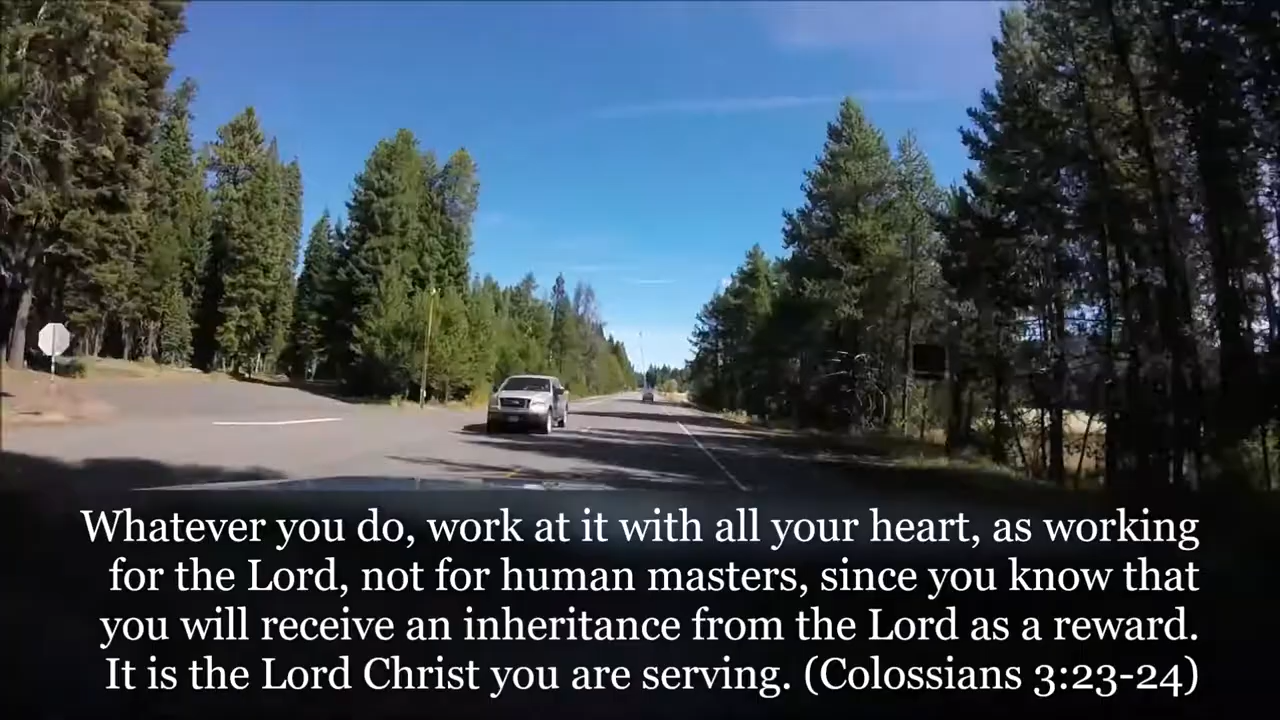 Whatever you do, work at it with all your heart, as working
for the Lord, not for human masters, since you know that
you will receive an inheritance from the Lord as a reward.
It is the Lord Christ you are serving. (Colossians 3:23-24)